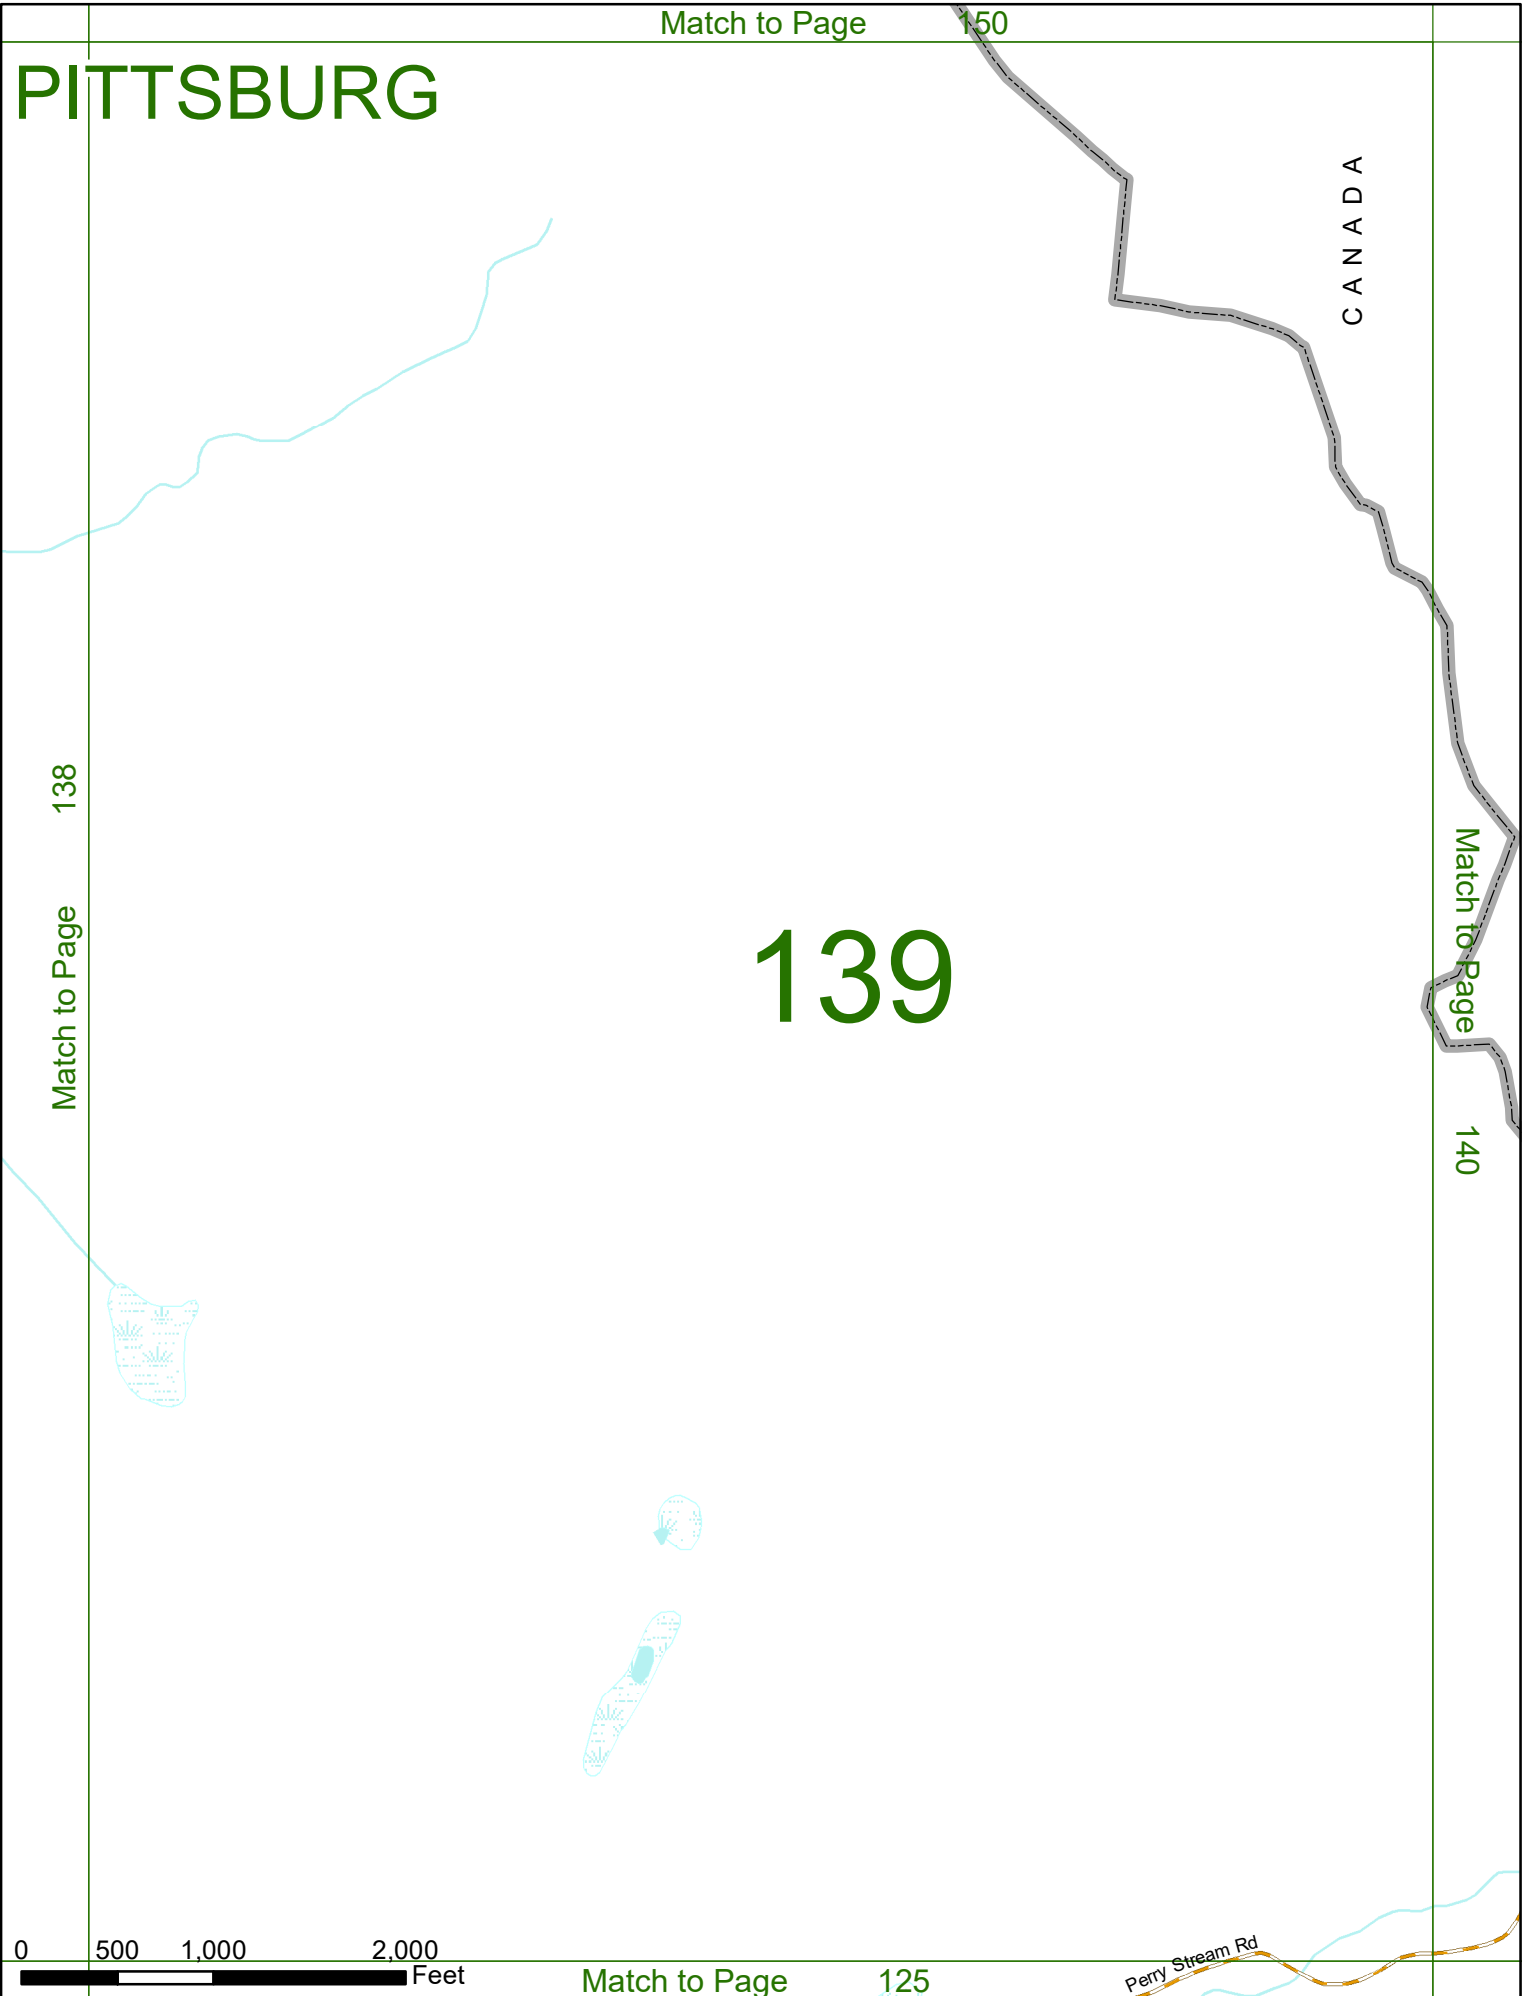 Match to Page 150
PITTSBURG
CANADA
Match to Page 138
139
Match to Page 140
Perry Stream Rd
0 500 1,000 2,000
Feet
Match to Page 125